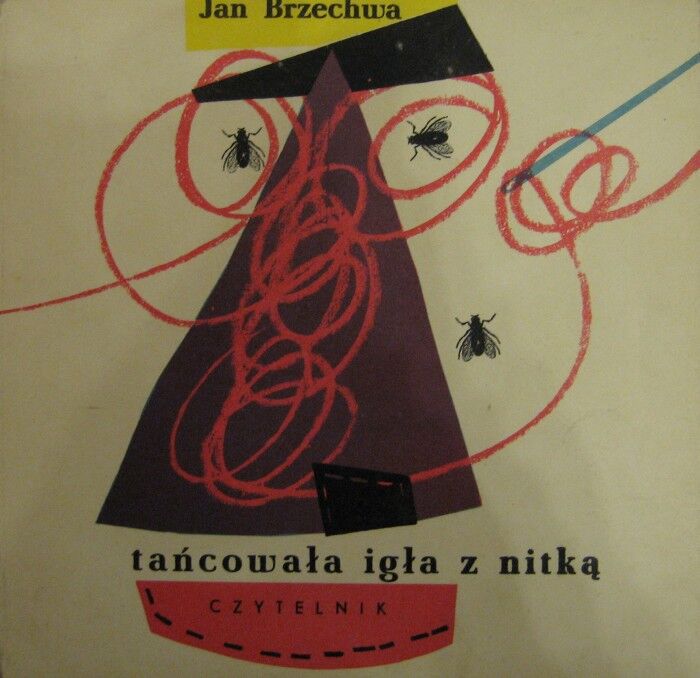 Jan Brzechwa
tańcowała igła z nitką
CZYTELNIK